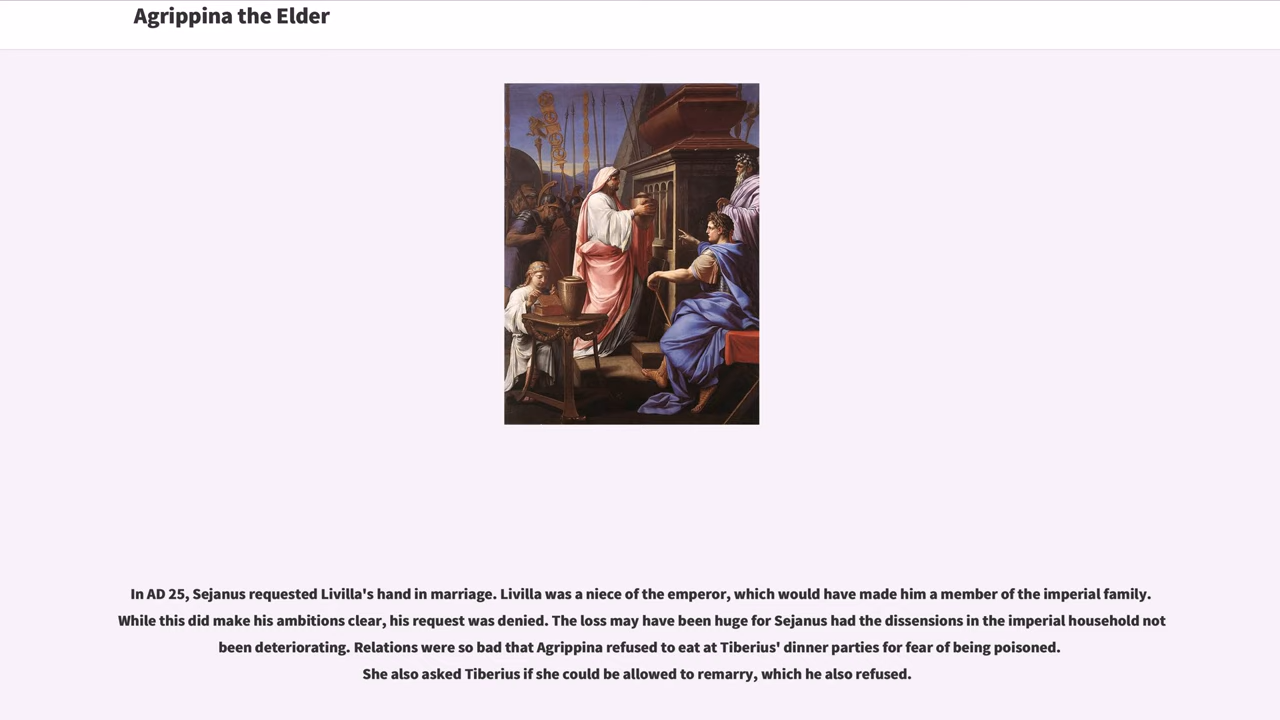 Agrippina the Elder
In AD 25, Sejanus requested Livilla's hand in marriage. Livilla was a niece of the emperor, which would have made him a member of the imperial family.
While this did make his ambitions clear, his request was denied. The loss may have been huge for Sejanus had the dissensions in the imperial household not
been deteriorating. Relations were so bad that Agrippina refused to eat at Tiberius' dinner parties for fear of being poisoned.
She also asked Tiberius if she could be allowed to remarry, which he also refused.